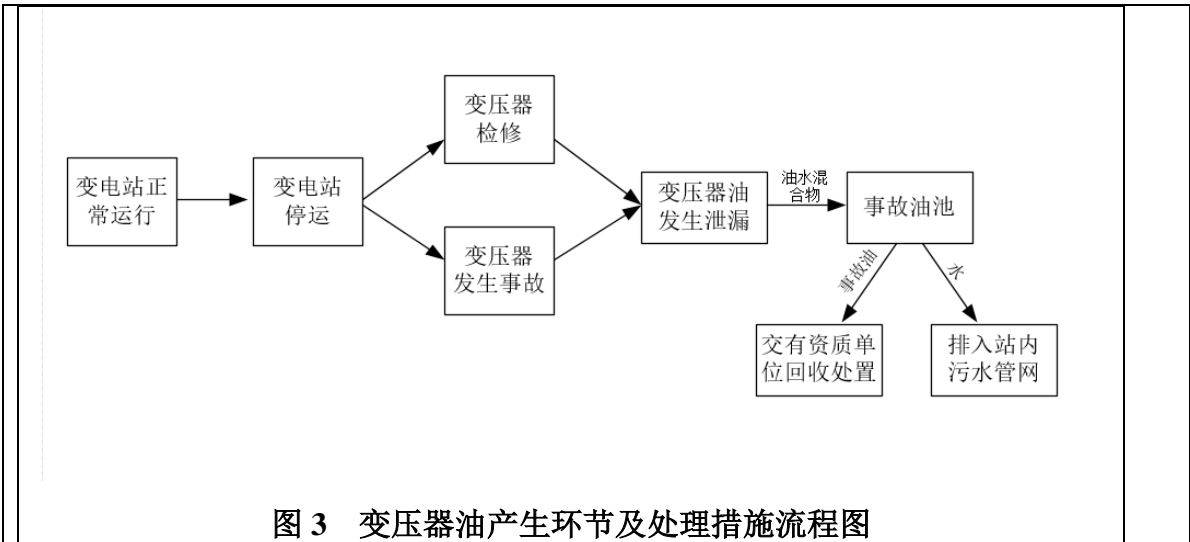 变压器
检修
变电站正
常运行
变电站
停运
变压器
发生事故
变压器油
发生泄漏
油水混
合物
事故油池
事故油
水
交有资质单
位回收处置
排入站内
污水管网
图 3 变压器油产生环节及处理措施流程图